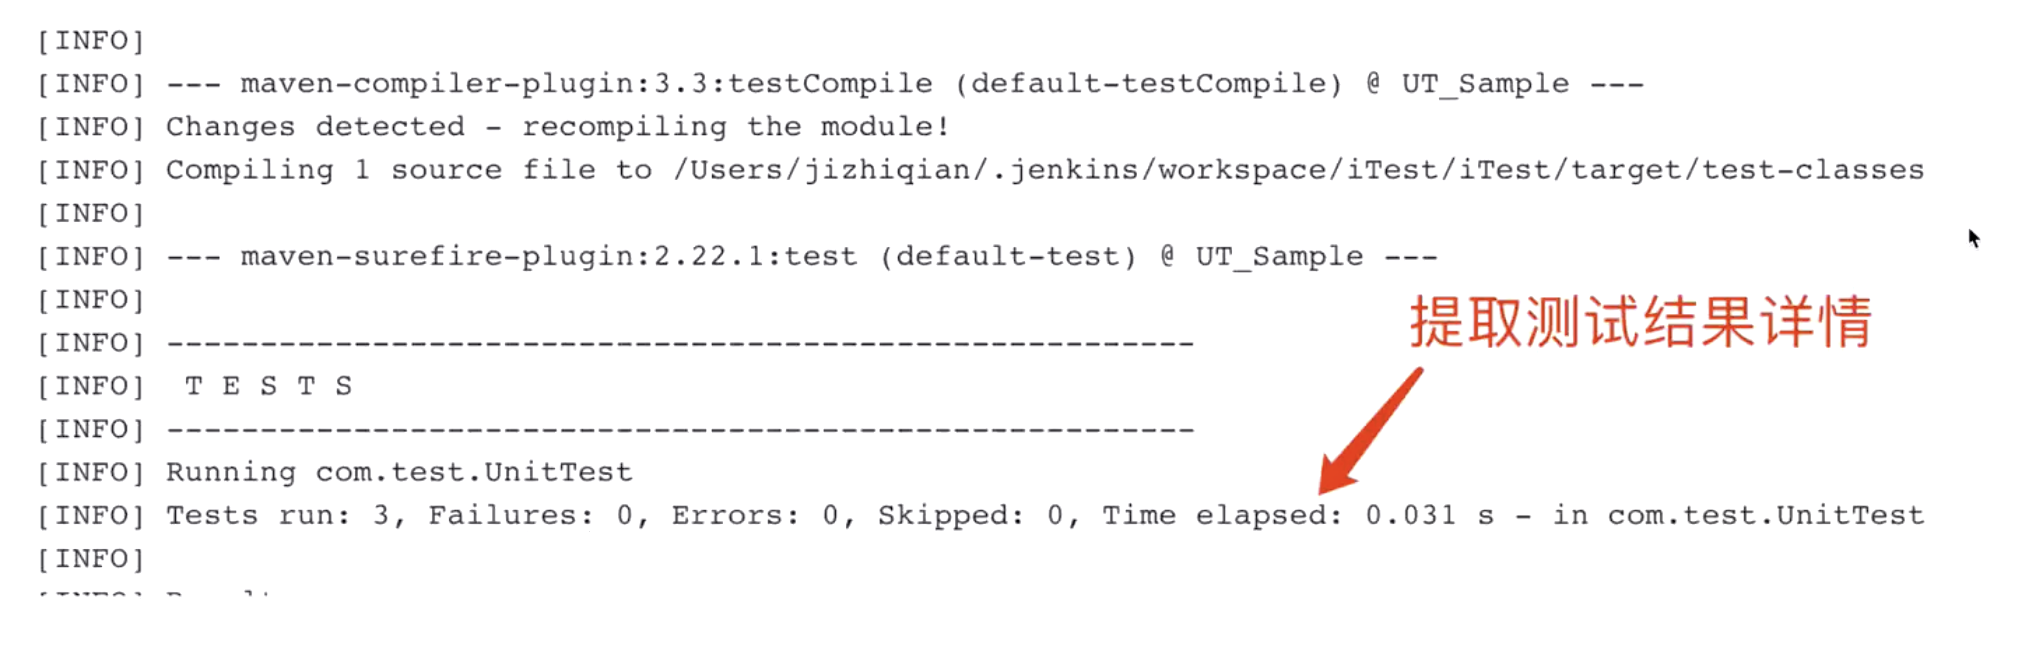 [INFO]
[INFO] --- maven-compiler-plugin:3.3:testCompile (default-testCompile) @ UT_Sample ---
[INFO] Changes detected - recompiling the module!
[INFO] Compiling 1 source file to /Users/jizhiqian/.jenkins/workspace/iTest/iTest/target/test-classes
[INFO]
[INFO] --- maven-surefire-plugin:2.22.1:test (default-test) @ UT_Sample ---
[INFO]
提取测试结果详情
[INFO] -------------------------------------------------------
[INFO]  T E S T S
[INFO] -------------------------------------------------------
[INFO] Running com.test.UnitTest
[INFO] Tests run: 3, Failures: 0, Errors: 0, Skipped: 0, Time elapsed: 0.031 s - in com.test.UnitTest
[INFO]